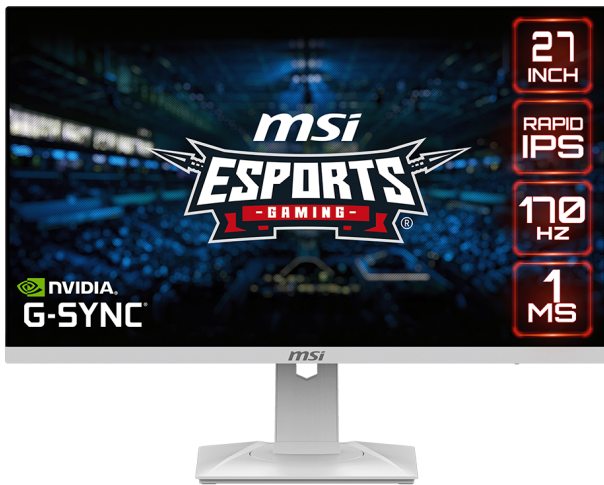 27
INCH
RAPID
IPS
170
HZ
1
MS
msi
ESPORTS
-GAMING-
®
NVIDIA.
G-SYNC®
msi